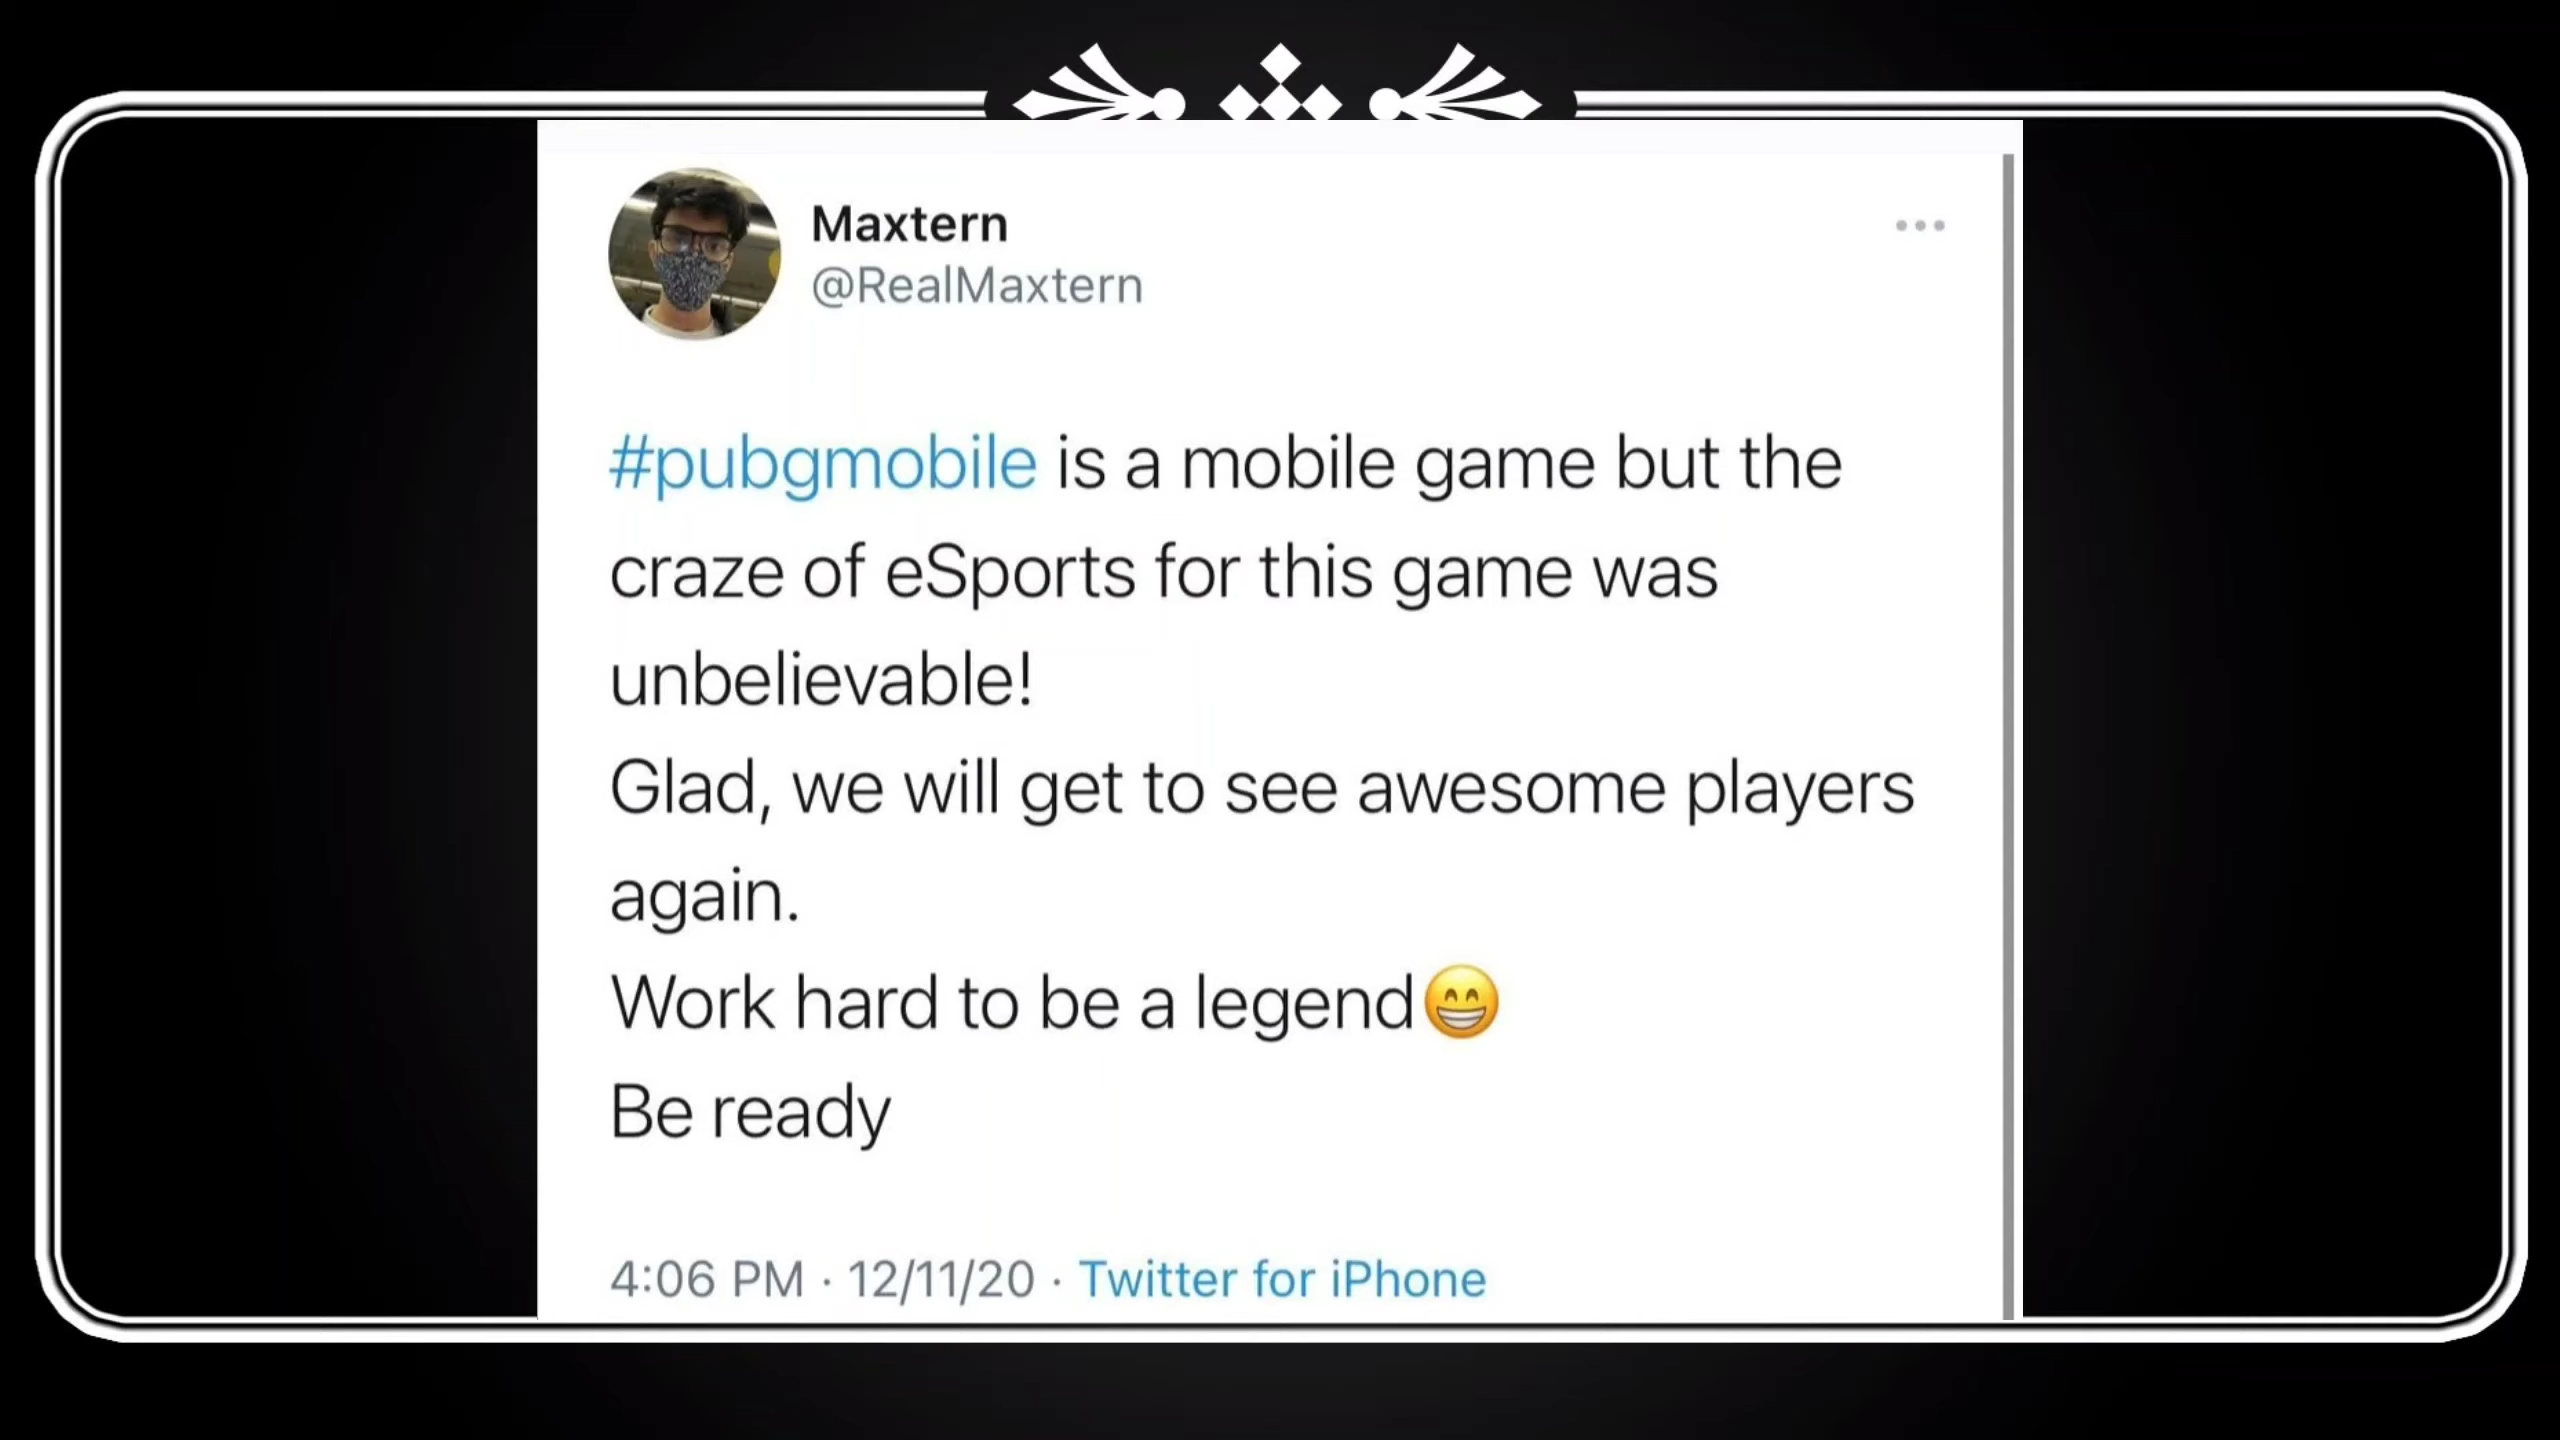 Maxtern
@RealMaxtern
#pubgmobile is a mobile game but the
craze of eSports for this game was
unbelievable!
Glad, we will get to see awesome players
again.
Work hard to be a legend😁
Be ready
4:06 PM · 12/11/20 · Twitter for iPhone